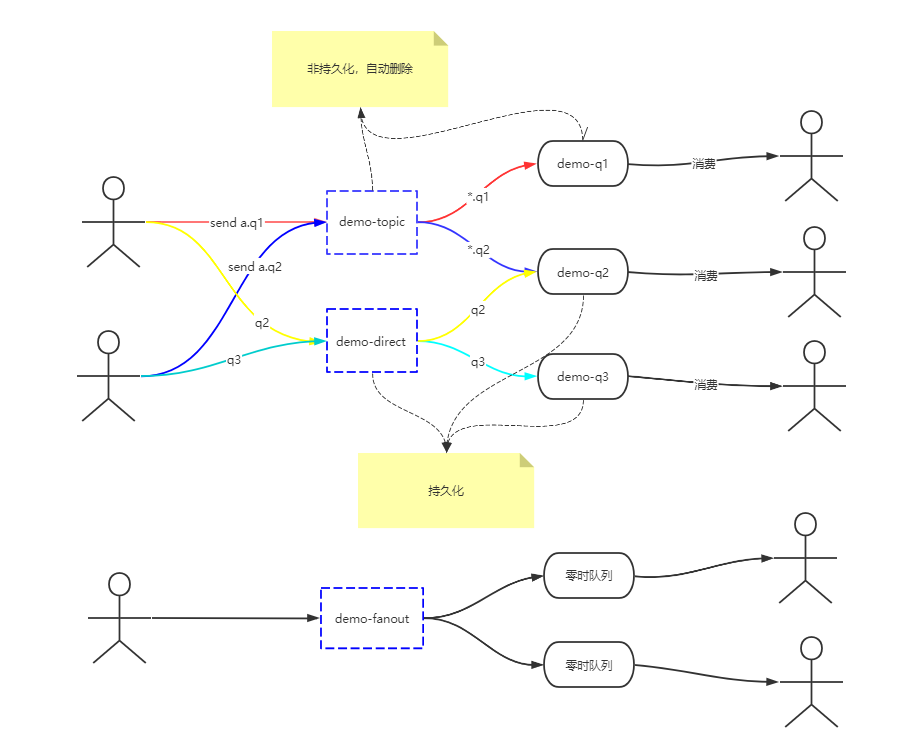 非持久化，自动删除
demo-q1
消费
*.q1
send a.q1
demo-topic
*.q2
send a.q2
demo-q2
消费
q2
q2
demo-direct
q3
q3
demo-q3
消费
持久化
零时队列
demo-fanout
零时队列